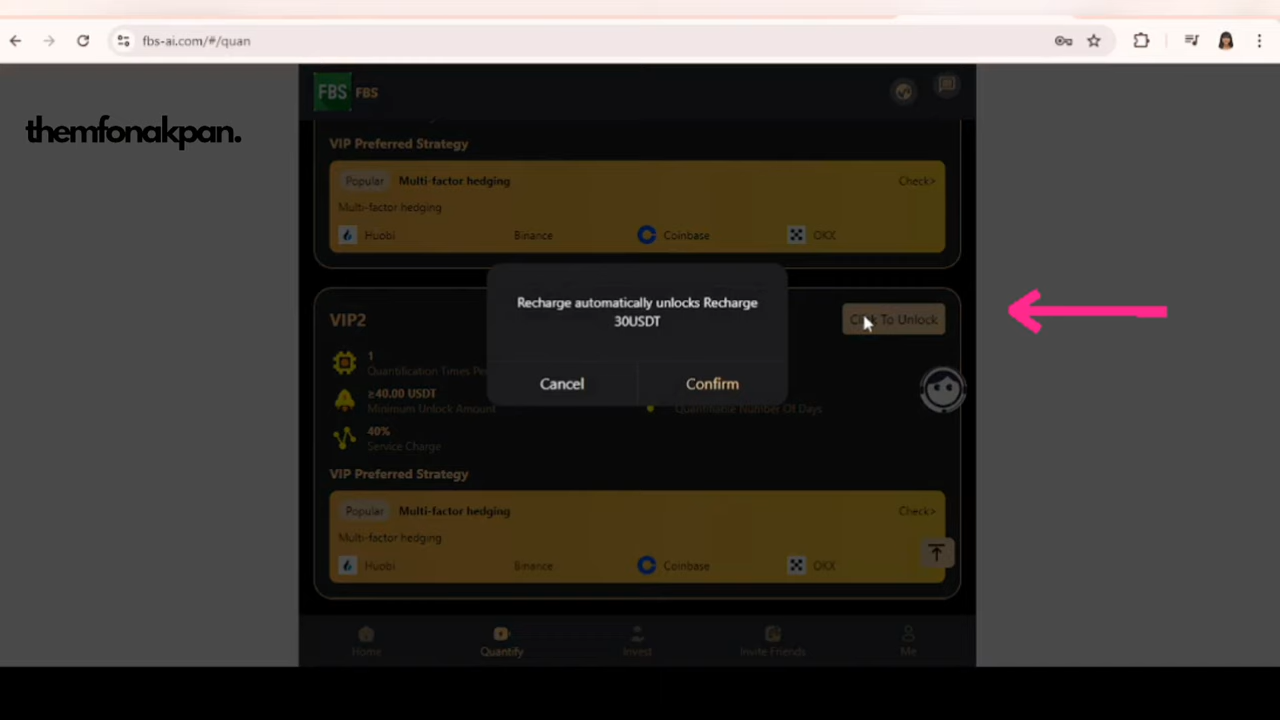 fbs-ai.com/#/quan
FBS FBS
themfonakpan.
VIP Preferred Strategy
Popular Multi-factor hedging Check>
Multi-factor hedging
Huobi Binance Coinbase OKX
Recharge automatically unlocks Recharge
30USDT
Cancel Confirm
VIP2 Click To Unlock
1
Quantification Times Pe
≥40.00 USDT
Minimum Unlock Amount Quantifiable Number Of Days
40%
Service Charge
VIP Preferred Strategy
Popular Multi-factor hedging Check>
Multi-factor hedging
Huobi Binance Coinbase OKX
Home Quantify Invest Invite Friends Me